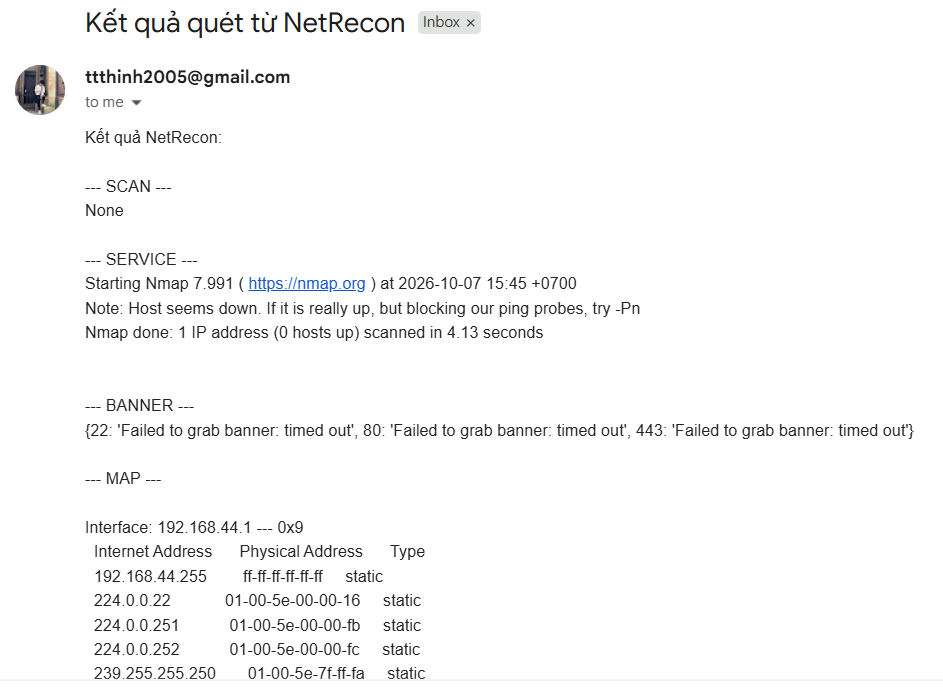 Kết quả quét từ NetRecon Inbox ×
ttthinh2005@gmail.com
to me
Kết quả NetRecon:
--- SCAN ---
None
--- SERVICE ---
Starting Nmap 7.991 ( https://nmap.org ) at 2026-10-07 15:45 +0700
Note: Host seems down. If it is really up, but blocking our ping probes, try -Pn
Nmap done: 1 IP address (0 hosts up) scanned in 4.13 seconds
--- BANNER ---
{22: 'Failed to grab banner: timed out', 80: 'Failed to grab banner: timed out', 443: 'Failed to grab banner: timed out'}
--- MAP ---
Interface: 192.168.44.1 --- 0x9
Internet Address Physical Address Type
192.168.44.255 ff-ff-ff-ff-ff-ff static
224.0.0.22 01-00-5e-00-00-16 static
224.0.0.251 01-00-5e-00-00-fb static
224.0.0.252 01-00-5e-00-00-fc static
239.255.255.250 01-00-5e-7f-ff-fa static